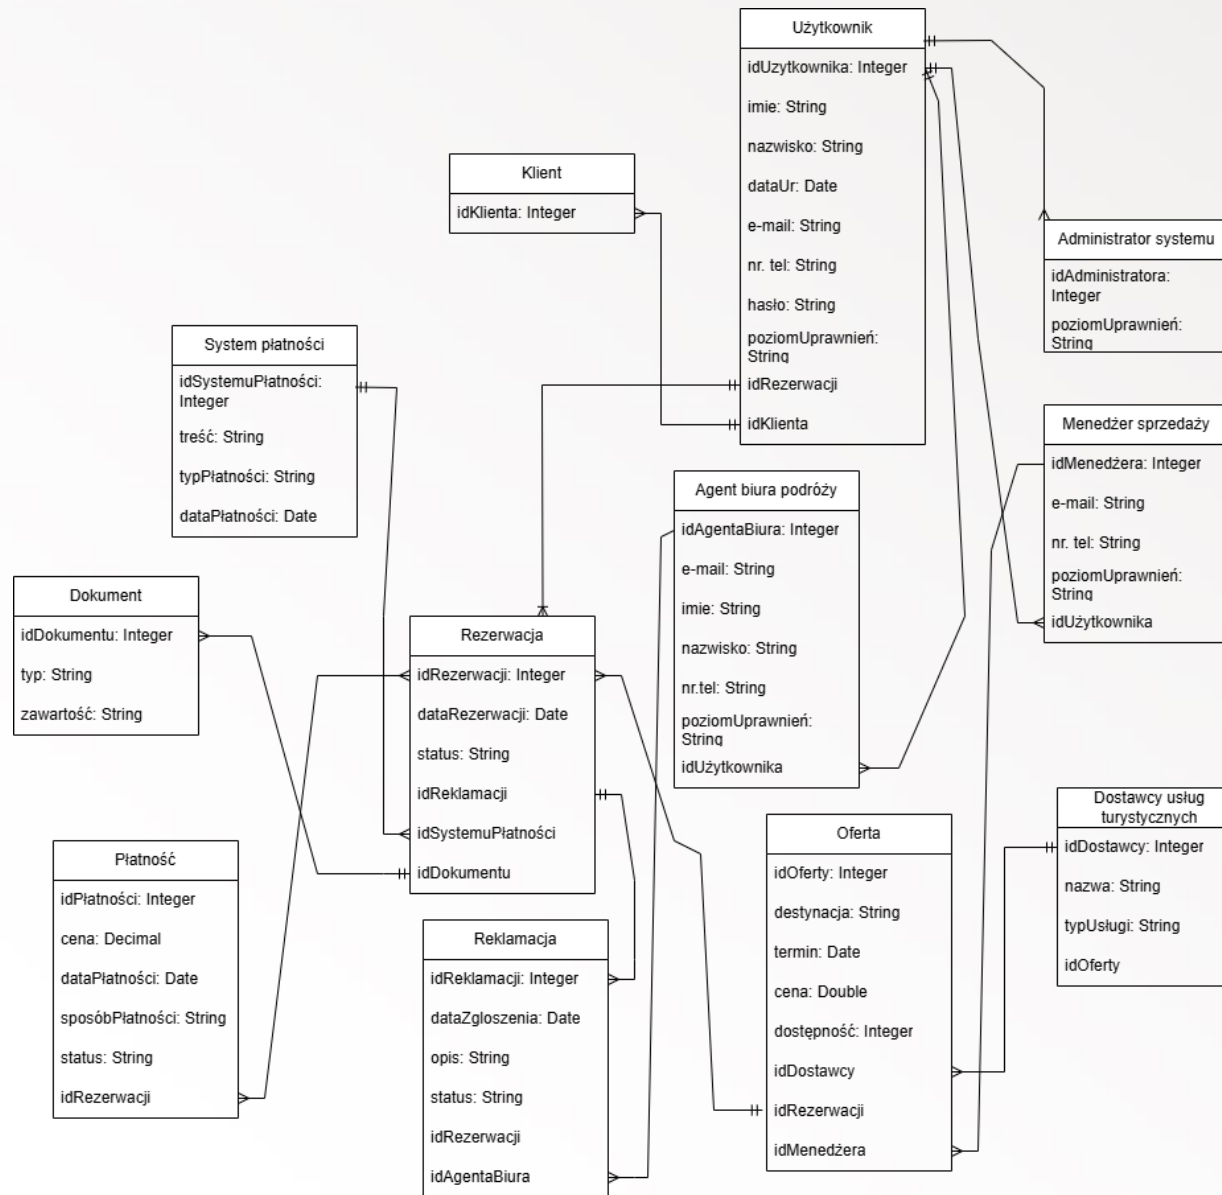 Użytkownik
idUzytkownika: Integer
imie: String
nazwisko: String
dataUr: Date
e-mail: String
nr. tel: String
hasło: String
poziomUprawnień:
String
idRezerwacji
idKlienta
Klient
idKlienta: Integer
Administrator systemu
idAdministratora:
Integer
poziomUprawnień:
String
System płatności
idSystemuPłatności:
Integer
treść: String
typPłatności: String
dataPłatności: Date
Menedżer sprzedaży
idMenedżera: Integer
e-mail: String
nr. tel: String
poziomUprawnień:
String
idUżytkownika
Agent biura podróży
idAgentaBiura: Integer
e-mail: String
imie: String
nazwisko: String
nr.tel: String
poziomUprawnień:
String
idUżytkownika
Dokument
idDokumentu: Integer
typ: String
zawartość: String
Rezerwacja
idRezerwacji: Integer
dataRezerwacji: Date
status: String
idReklamacji
idSystemuPłatności
idDokumentu
Dostawcy usług
turystycznych
idDostawcy: Integer
nazwa: String
typUsługi: String
idOferty
Oferta
idOferty: Integer
destynacja: String
termin: Date
cena: Double
dostępność: Integer
idDostawcy
idRezerwacji
idMenedżera
Płatność
idPłatności: Integer
cena: Decimal
dataPłatności: Date
sposóbPłatności: String
status: String
idRezerwacji
Reklamacja
idReklamacji: Integer
dataZgloszenia: Date
opis: String
status: String
idRezerwacji
idAgentaBiura